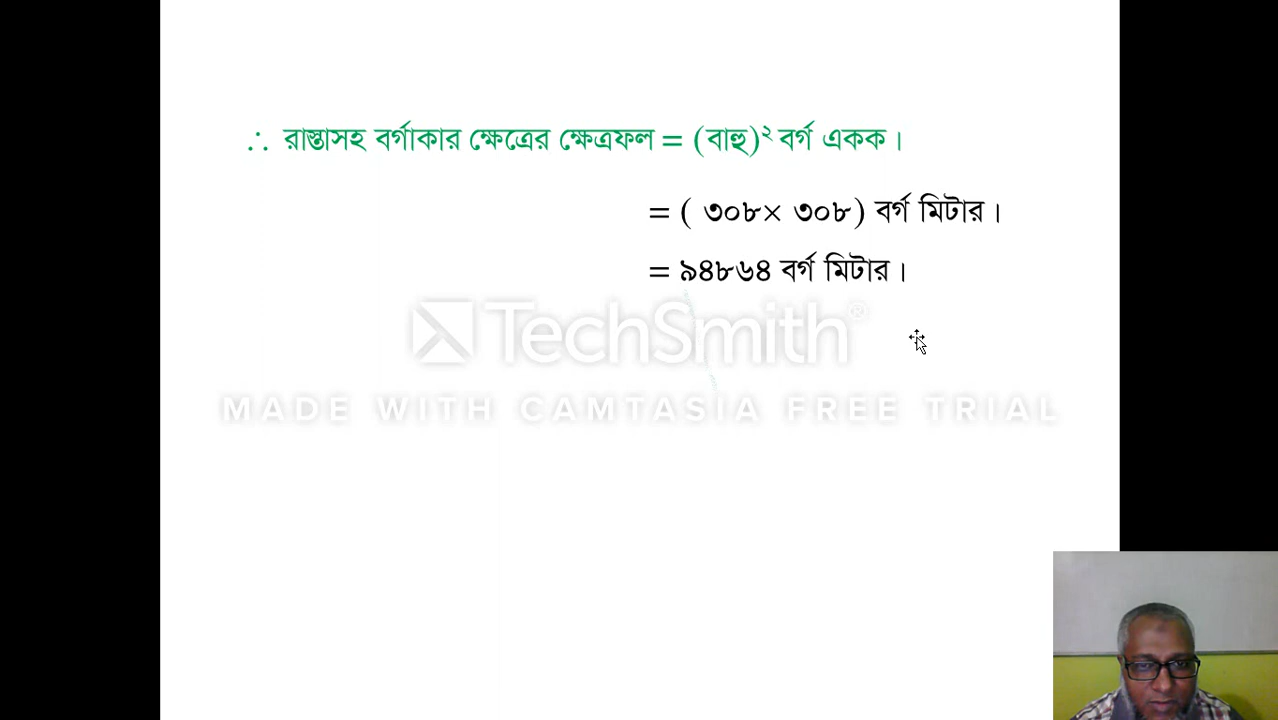 ∴ রাস্তাসহ বর্গাকার ক্ষেত্রের ক্ষেত্রফল = (বাহু)² বর্গ একক।
= ( ৩০৮× ৩০৮) বর্গ মিটার।
= ৯৪৮৬৪ বর্গ মিটার।
TechSmith®
MADE WITH CAMTASIA FREE TRIAL